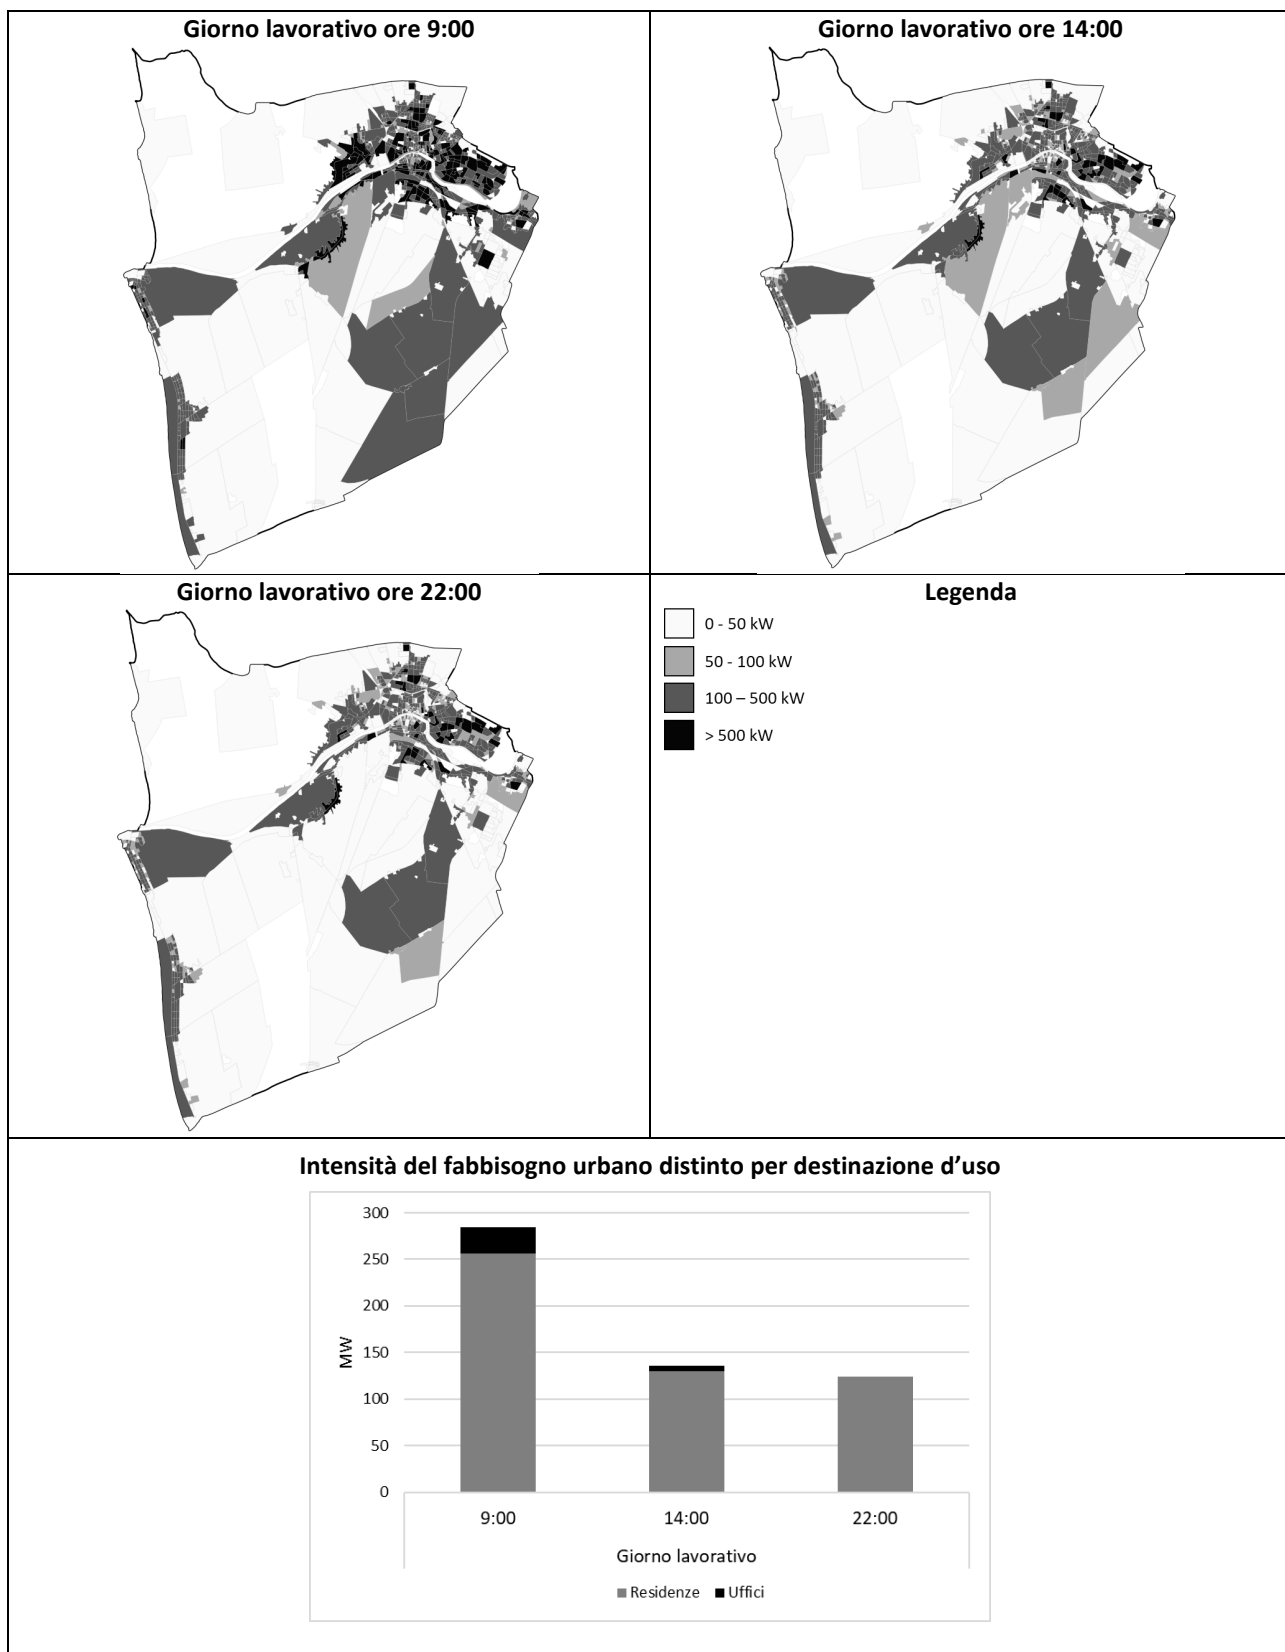 Giorno lavorativo ore 9:00
Giorno lavorativo ore 14:00
Giorno lavorativo ore 22:00
Legenda
0 - 50 kW
50 - 100 kW
100 – 500 kW
> 500 kW
Intensità del fabbisogno urbano distinto per destinazione d’uso
300
250
200
150
100
50
0
MW
9:00
14:00
22:00
Giorno lavorativo
Residenze
Uffici